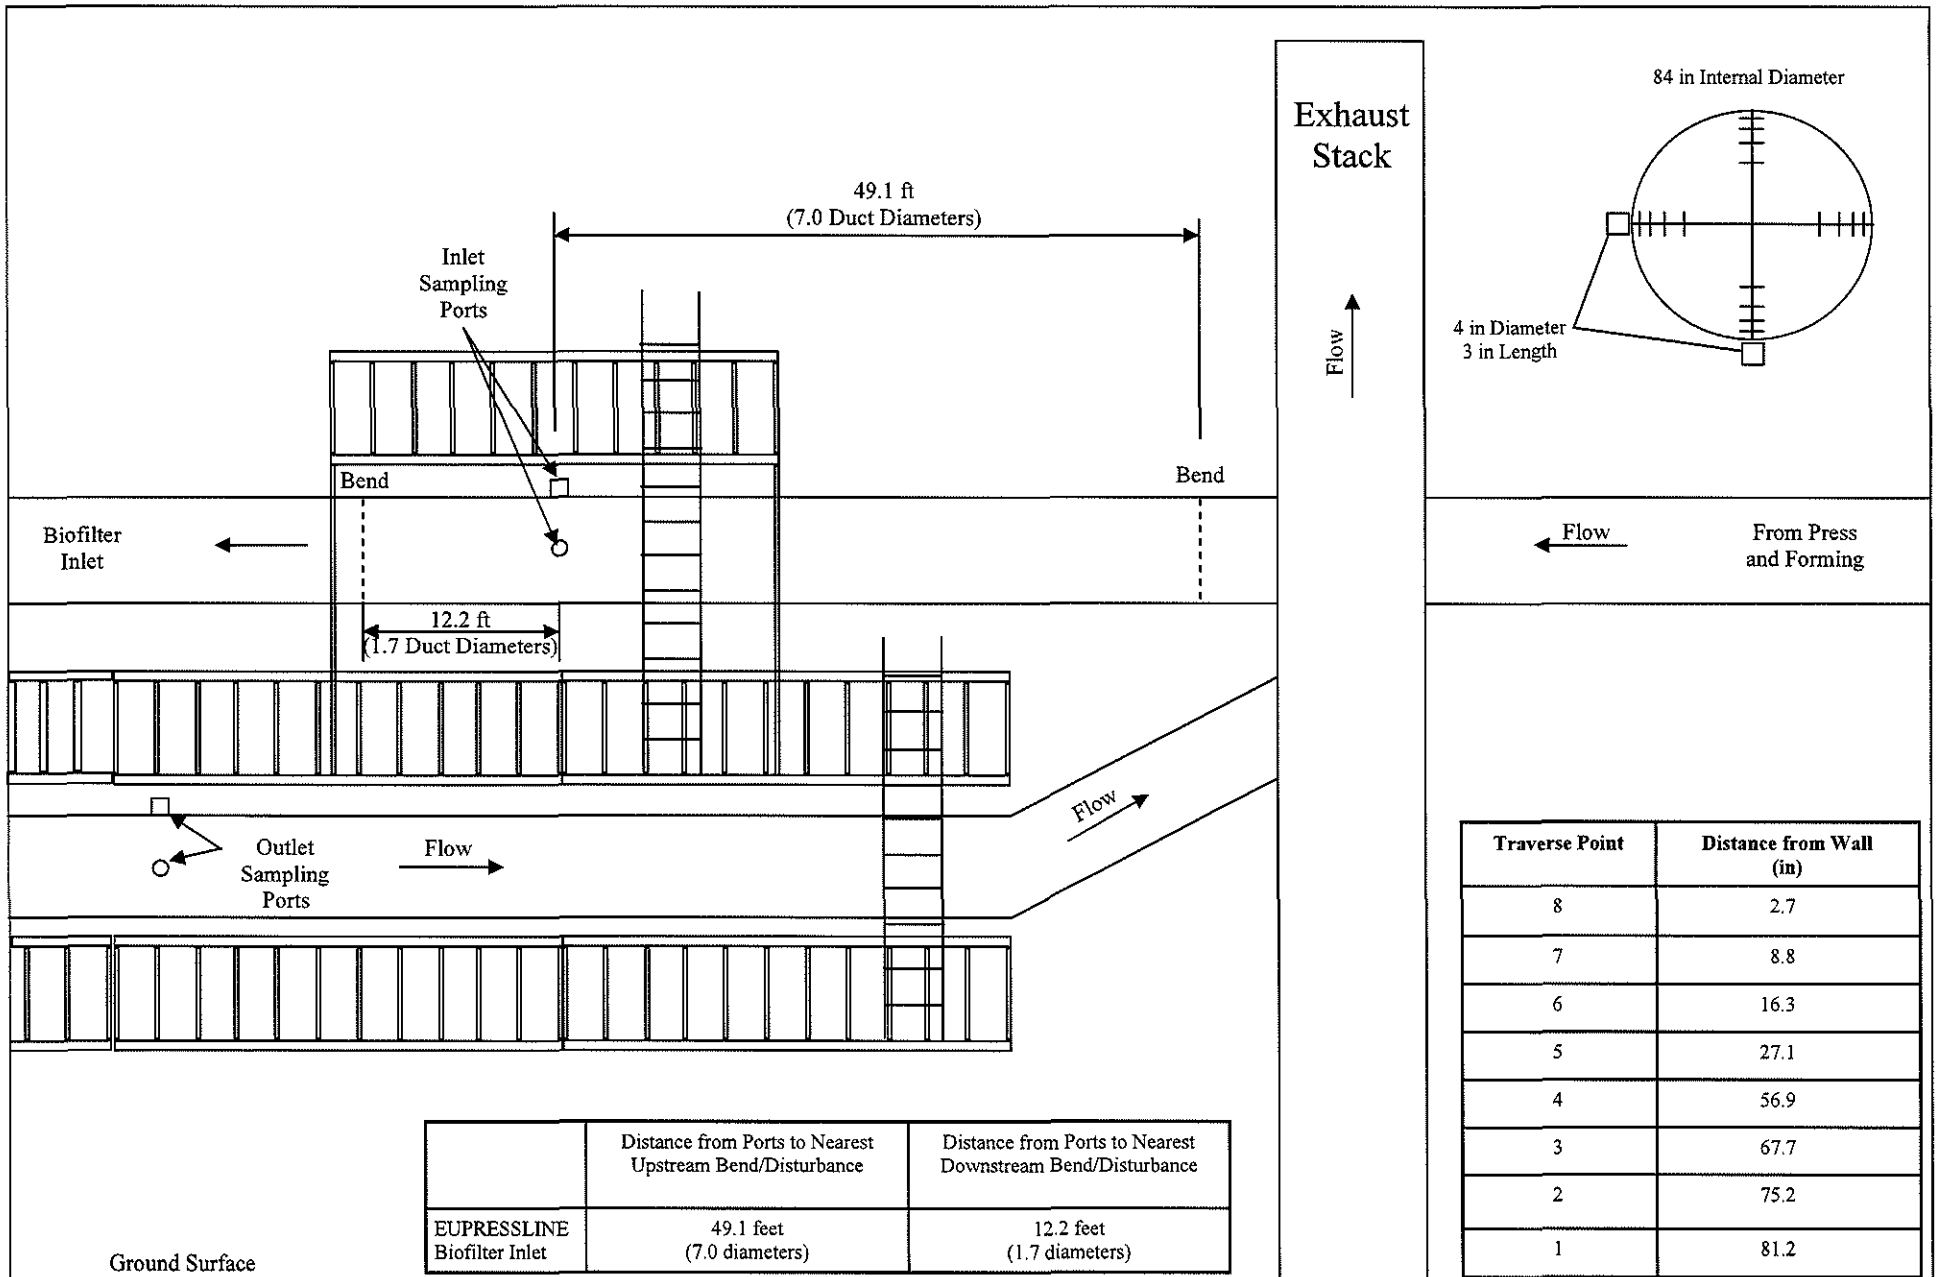 84 in Internal Diameter
Exhaust
Stack
49.1 ft
(7.0 Duct Diameters)
Inlet
Sampling
Ports
Flow
4 in Diameter
3 in Length
Bend
Bend
Biofilter
Inlet
Flow
From Press
and Forming
12.2 ft
(1.7 Duct Diameters)
Flow
Outlet
Sampling
Ports
Flow
Traverse Point
Distance from Wall
(in)
8
2.7
7
8.8
6
16.3
5
27.1
4
56.9
3
67.7
2
75.2
1
81.2
Distance from Ports to Nearest
Upstream Bend/Disturbance
Distance from Ports to Nearest
Downstream Bend/Disturbance
EUPRESSLINE
Biofilter Inlet
49.1 feet
(7.0 diameters)
12.2 feet
(1.7 diameters)
Ground Surface